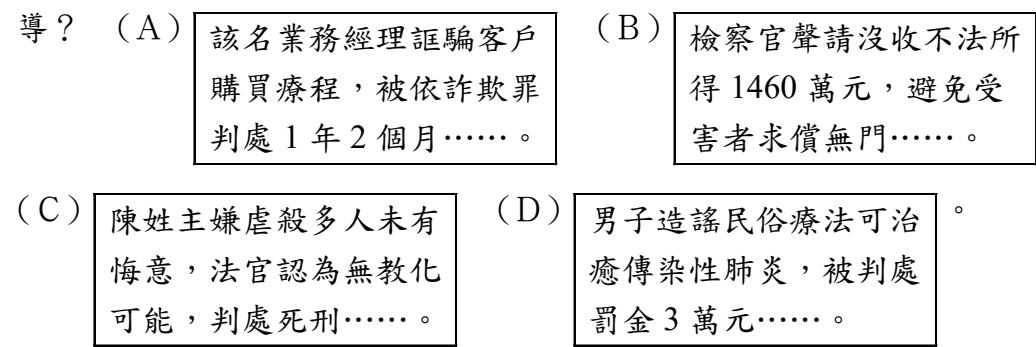 導？ （A） 該名業務經理誆騙客戶購買療程，被依詐欺罪判處 1 年 2 個月……。
（B） 檢察官聲請沒收不法所得 1460 萬元，避免受害者求償無門……。
（C） 陳姓主嫌虐殺多人未有悔意，法官認為無教化可能，判處死刑……。
（D） 男子造謠民俗療法可治癒傳染性肺炎，被判處罰金 3 萬元……。 。